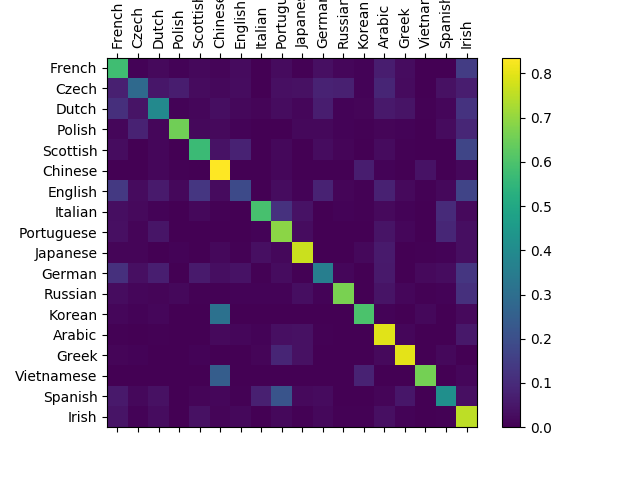 French
Czech
Dutch
Polish
Scottish
Chinese
English
Italian
Portugu
Japanese
German
Russian
Korean
Arabic
Greek
Vietnar
Spanish
Irish
French
Czech
Dutch
Polish
Scottish
Chinese
English
Italian
Portuguese
Japanese
German
Russian
Korean
Arabic
Greek
Vietnamese
Spanish
Irish
0.8
0.7
0.6
0.5
0.4
0.3
0.2
0.1
0.0